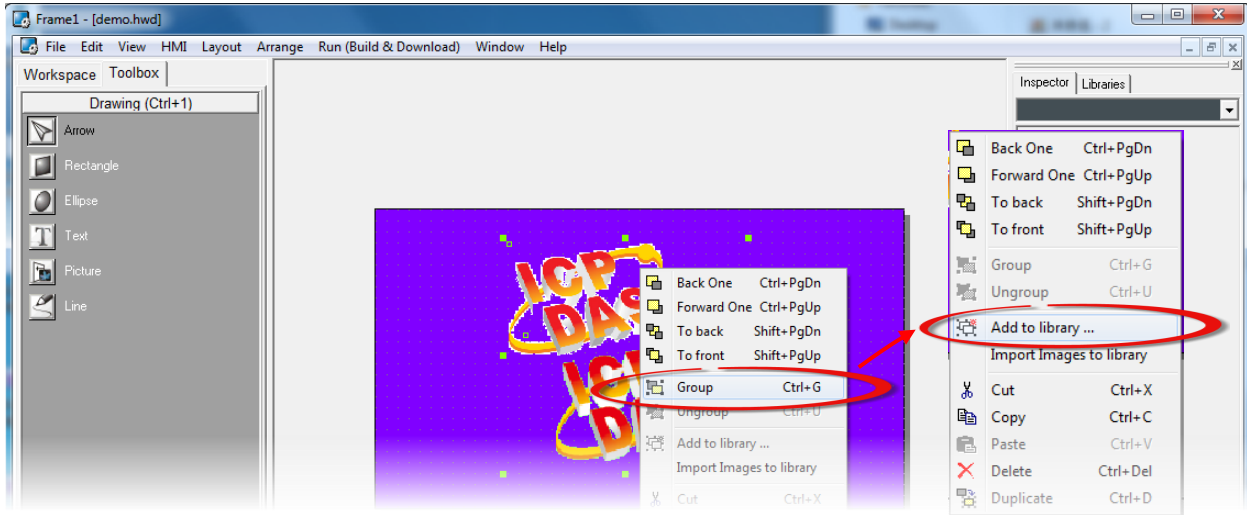 Frame1 - [demo.hwd]
File Edit View HMI Layout Arrange Run (Build & Download) Window Help
Workspace Toolbox
Drawing (Ctrl+1)
Arrow
Rectangle
Ellipse
Text
Picture
Line
ICP
DAS
Back One Ctrl+PgDn
Forward One Ctrl+PgUp
To back Shift+PgDn
To front Shift+PgUp
Group Ctrl+G
Ungroup Ctrl+U
Add to library ...
Import Images to library
Cut Ctrl+X
Inspector Libraries
Back One Ctrl+PgDn
Forward One Ctrl+PgUp
To back Shift+PgDn
To front Shift+PgUp
Group Ctrl+G
Ungroup Ctrl+U
Add to library ...
Import Images to library
Cut Ctrl+X
Copy Ctrl+C
Paste Ctrl+V
Delete Ctrl+Del
Duplicate Ctrl+D